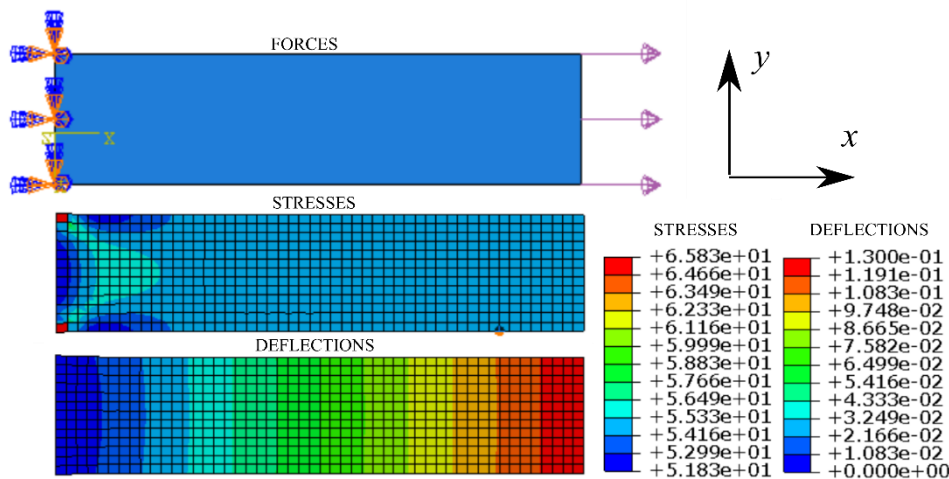 FORCES
y
X
x
STRESSES
STRESSES DEFLECTIONS
+6.583e+01 +1.300e-01
+6.466e+01 +1.191e-01
+6.349e+01 +1.083e-01
+6.233e+01 +9.748e-02
+6.116e+01 +8.665e-02
+5.999e+01 +7.582e-02
+5.883e+01 +6.499e-02
+5.766e+01 +5.416e-02
+5.649e+01 +4.333e-02
+5.533e+01 +3.249e-02
+5.416e+01 +2.166e-02
+5.299e+01 +1.083e-02
+5.183e+01 +0.000e+00
DEFLECTIONS